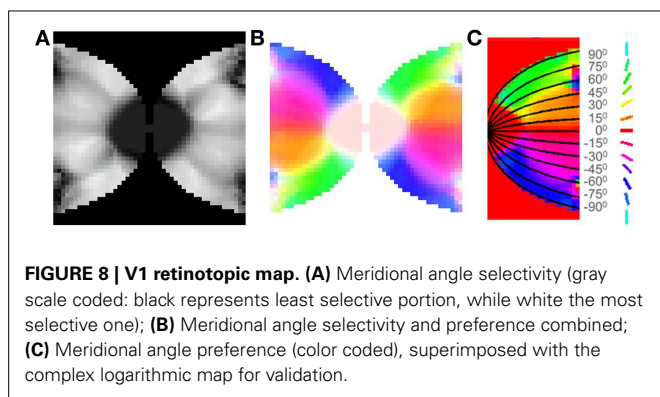 A
B
C
90⁰
75⁰
60⁰
45⁰
30⁰
15⁰
0⁰
-15⁰
-30⁰
-45⁰
-60⁰
-75⁰
-90⁰
FIGURE 8 | V1 retinotopic map. (A) Meridional angle selectivity (gray
scale coded: black represents least selective portion, while white the most
selective one); (B) Meridional angle selectivity and preference combined;
(C) Meridional angle preference (color coded), superimposed with the
complex logarithmic map for validation.